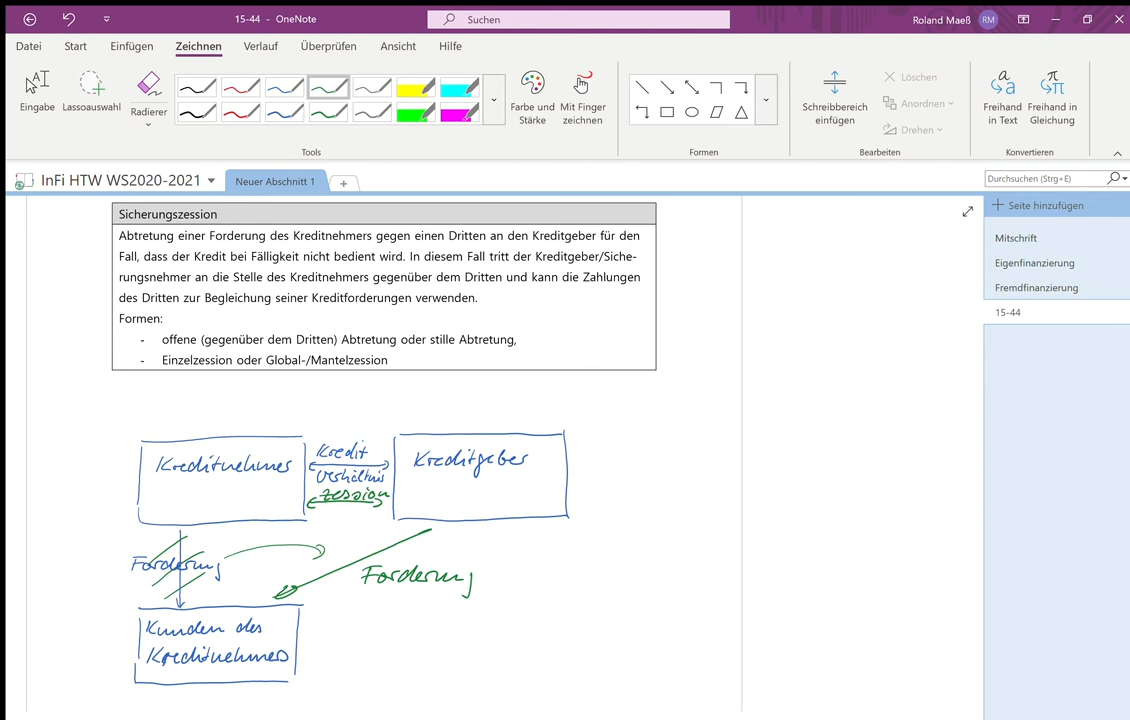 15-44 - OneNote
Suchen
Roland Maeß
RM
Datei Start Einfügen Zeichnen Verlauf Überprüfen Ansicht Hilfe
Eingabe
Lassoauswahl
Radierer
Farbe und
Stärke
Mit Finger
zeichnen
Tools
Formen
Schreibbereich
einfügen
Löschen
Anordnen
Drehen
Bearbeiten
Freihand
in Text
Freihand in
Gleichung
Konvertieren
InFi HTW WS2020-2021
Neuer Abschnitt 1
+
Durchsuchen (Strg+E)
Seite hinzufügen
Mitschrift
Eigenfinanzierung
Fremdfinanzierung
15-44
Sicherungszession
Abtretung einer Forderung des Kreditnehmers gegen einen Dritten an den Kreditgeber für den
Fall, dass der Kredit bei Fälligkeit nicht bedient wird. In diesem Fall tritt der Kreditgeber/Siche-
rungsnehmer an die Stelle des Kreditnehmers gegenüber dem Dritten und kann die Zahlungen
des Dritten zur Begleichung seiner Kreditforderungen verwenden.
Formen:
- offene (gegenüber dem Dritten) Abtretung oder stille Abtretung,
- Einzelzession oder Global-/Mantelzession
Kreditnehmer
Kredit
verhältnis
Zession
Kreditgeber
Forderung
Forderung
Kunden des
Kreditnehmers